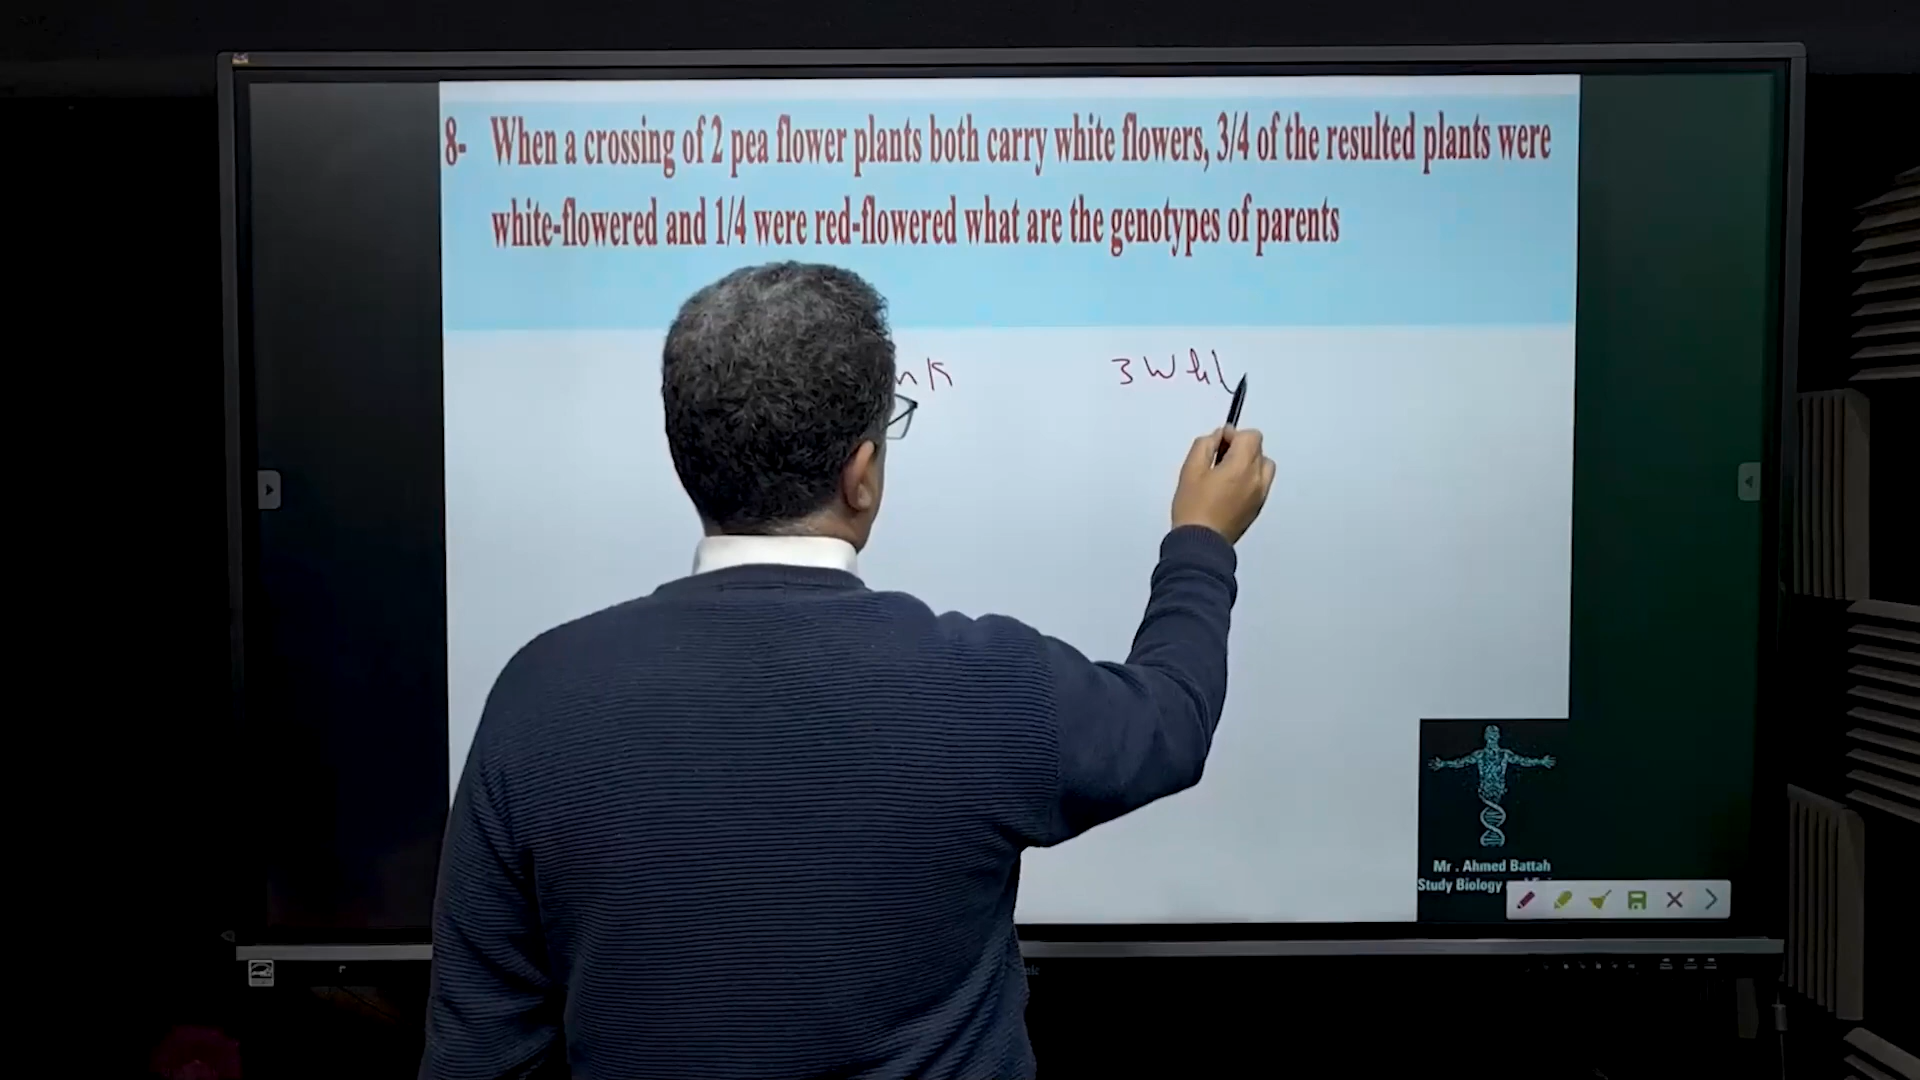 8- When a crossing of 2 pea flower plants both carry white flowers, 3/4 of the resulted plants were
white-flowered and 1/4 were red-flowered what are the genotypes of parents
3 Whi
Mr . Ahmed Battah
Study Biology